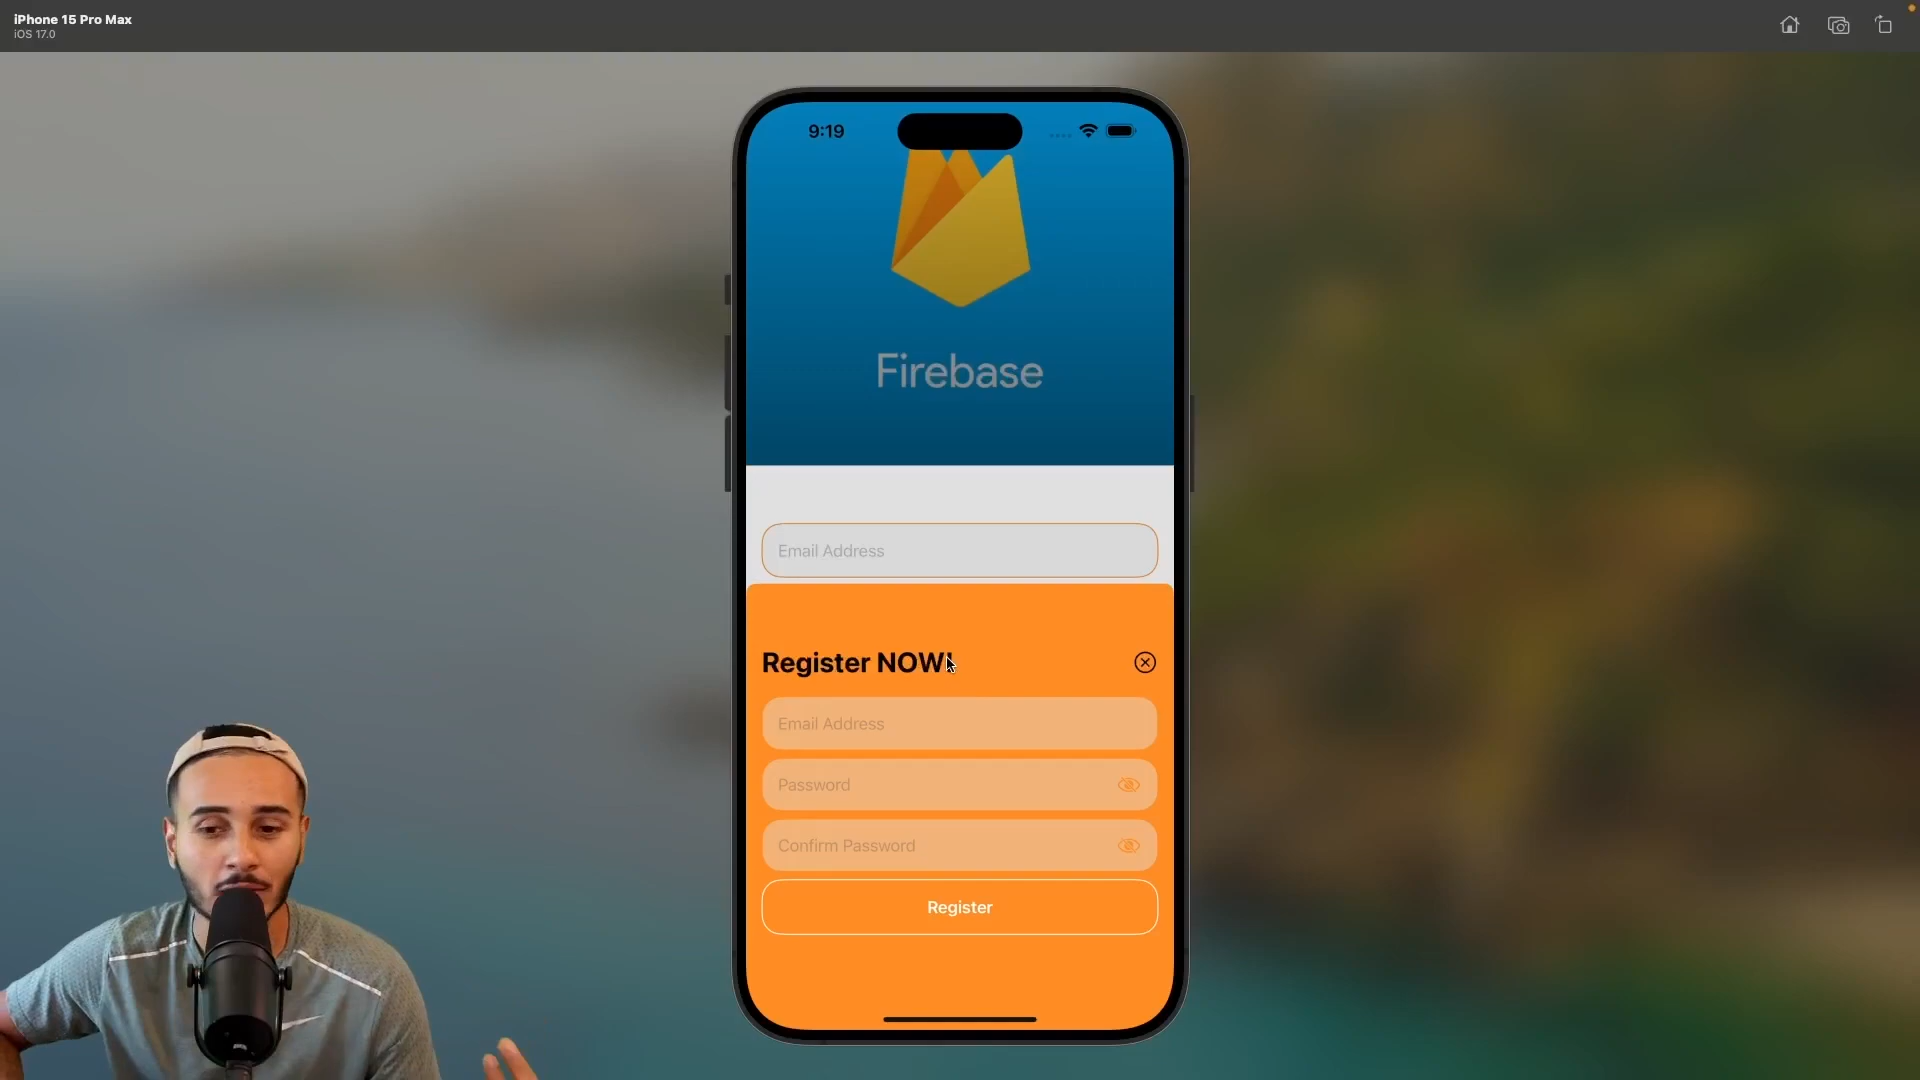 iPhone 15 Pro Max
iOS 17.0
9:19
Firebase
Email Address
Register NOW!
Email Address
Password
Confirm Password
Register